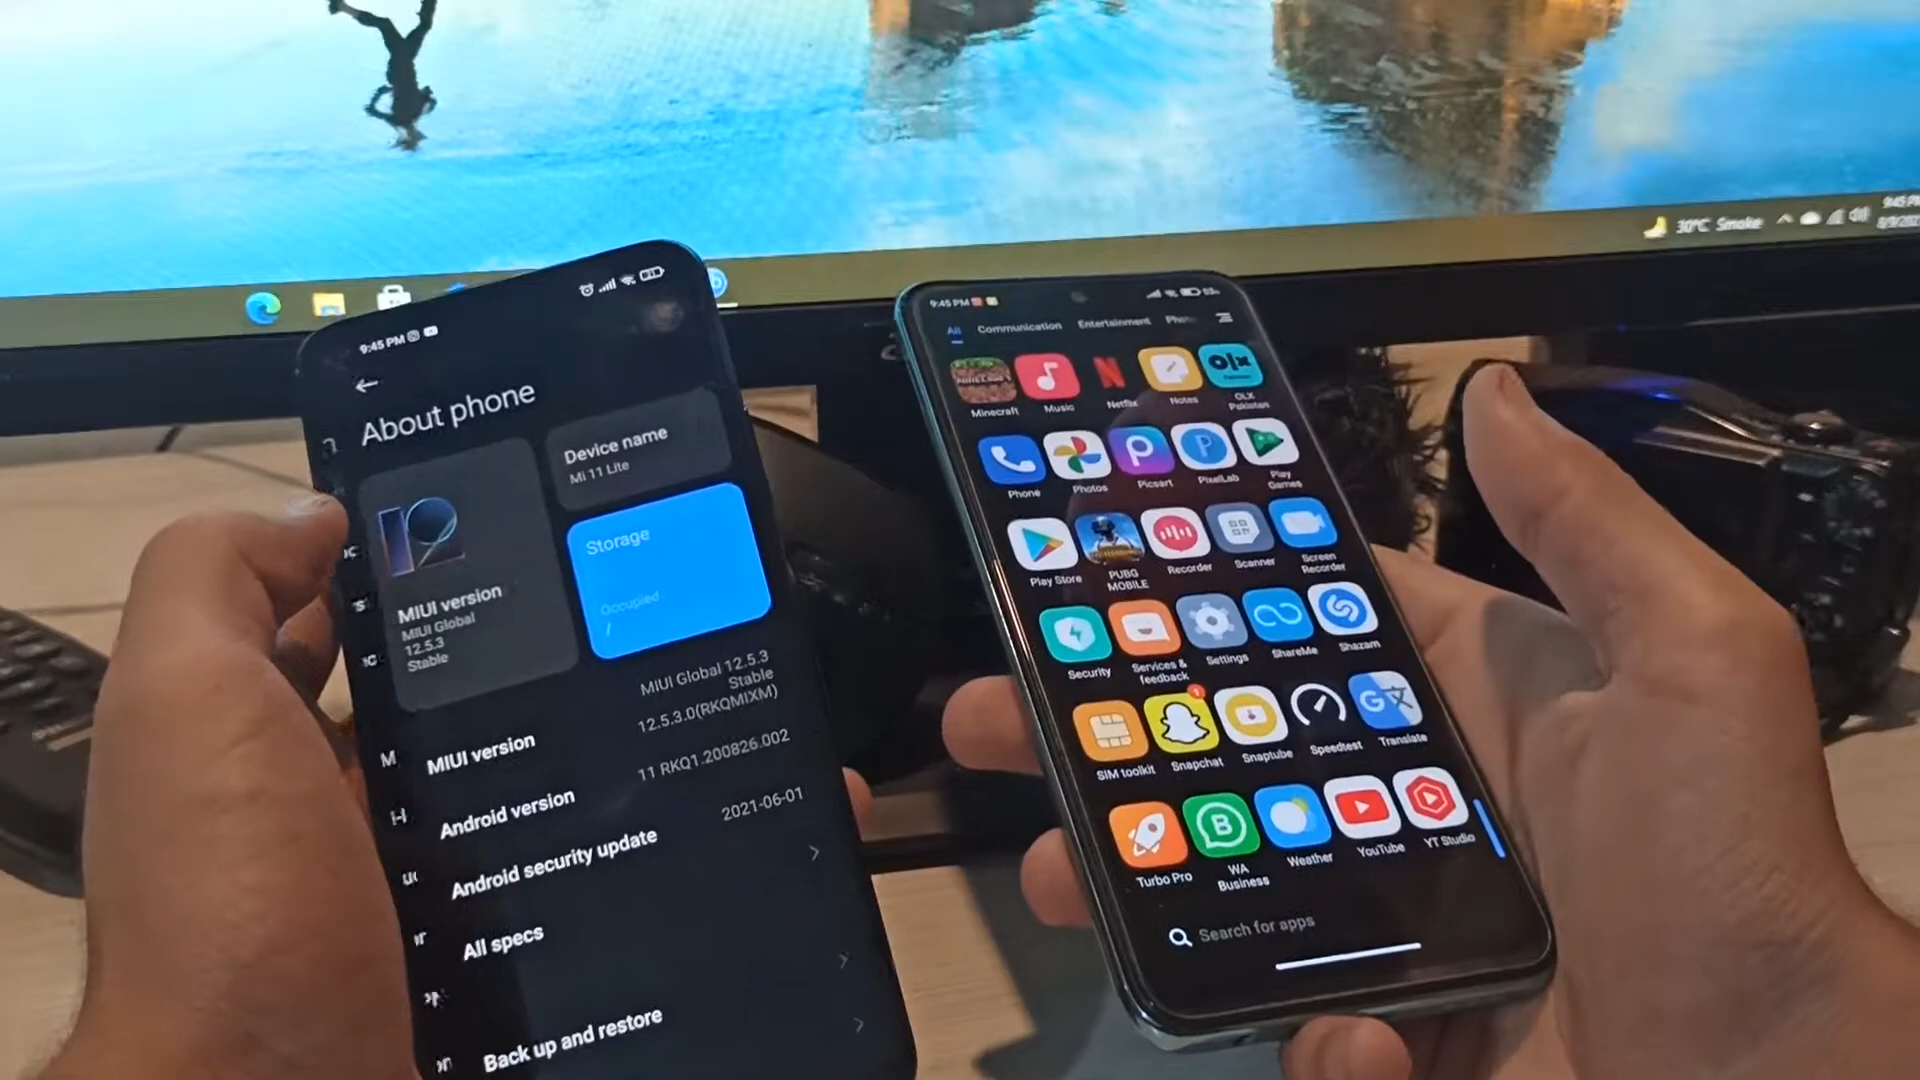 30°C Smoke
9:45 PM
9:45 PM
About phone
Device name
Mi 11 Lite
Storage
Occupied
MIUI version
MIUI Global
12.5.3
Stable
MIUI version
MIUI Global 12.5.3
Stable
12.5.3.0(RKQMIXM)
Android version
11 RKQ1.200826.002
Android security update
2021-06-01
All specs
Back up and restore
9:45 PM
All Communication Entertainment
Minecraft Music Netflix Notes OLX
Pakistan
Phone Photos Picsart PixelLab Play
Games
Play Store PUBG
MOBILE Recorder Scanner Screen
Recorder
Security Services &
feedback Settings ShareMe Shazam
SIM toolkit Snapchat Snaptube Speedtest Translate
Turbo Pro WA
Business Weather YouTube YT Studio
Search for apps